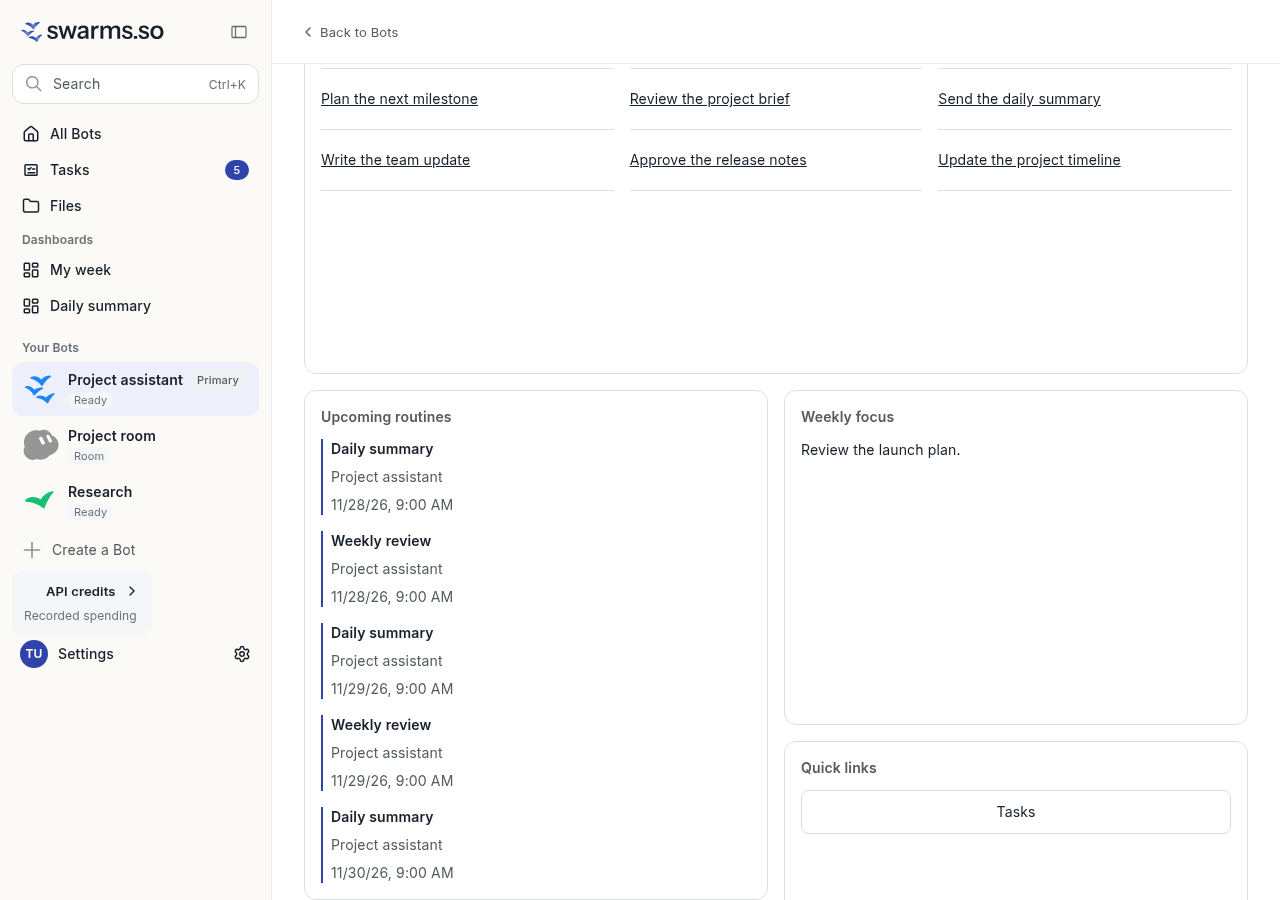 swarms.so
Search Ctrl+K
All Bots
Tasks 5
Files
Dashboards
My week
Daily summary
Your Bots
Project assistant Primary
Ready
Project room
Room
Research
Ready
Create a Bot
API credits
Recorded spending
TU Settings
Back to Bots
Plan the next milestone Review the project brief Send the daily summary
Write the team update Approve the release notes Update the project timeline
Upcoming routines
Daily summary
Project assistant
11/28/26, 9:00 AM
Weekly review
Project assistant
11/28/26, 9:00 AM
Daily summary
Project assistant
11/29/26, 9:00 AM
Weekly review
Project assistant
11/29/26, 9:00 AM
Daily summary
Project assistant
11/30/26, 9:00 AM
Weekly focus
Review the launch plan.
Quick links
Tasks